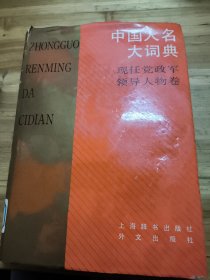 ZHONGGUO
RENMING
DA
CIDIAN
中国人名
大词典
现任党政军
领导人物卷
上海辞书出版社
外文出版社